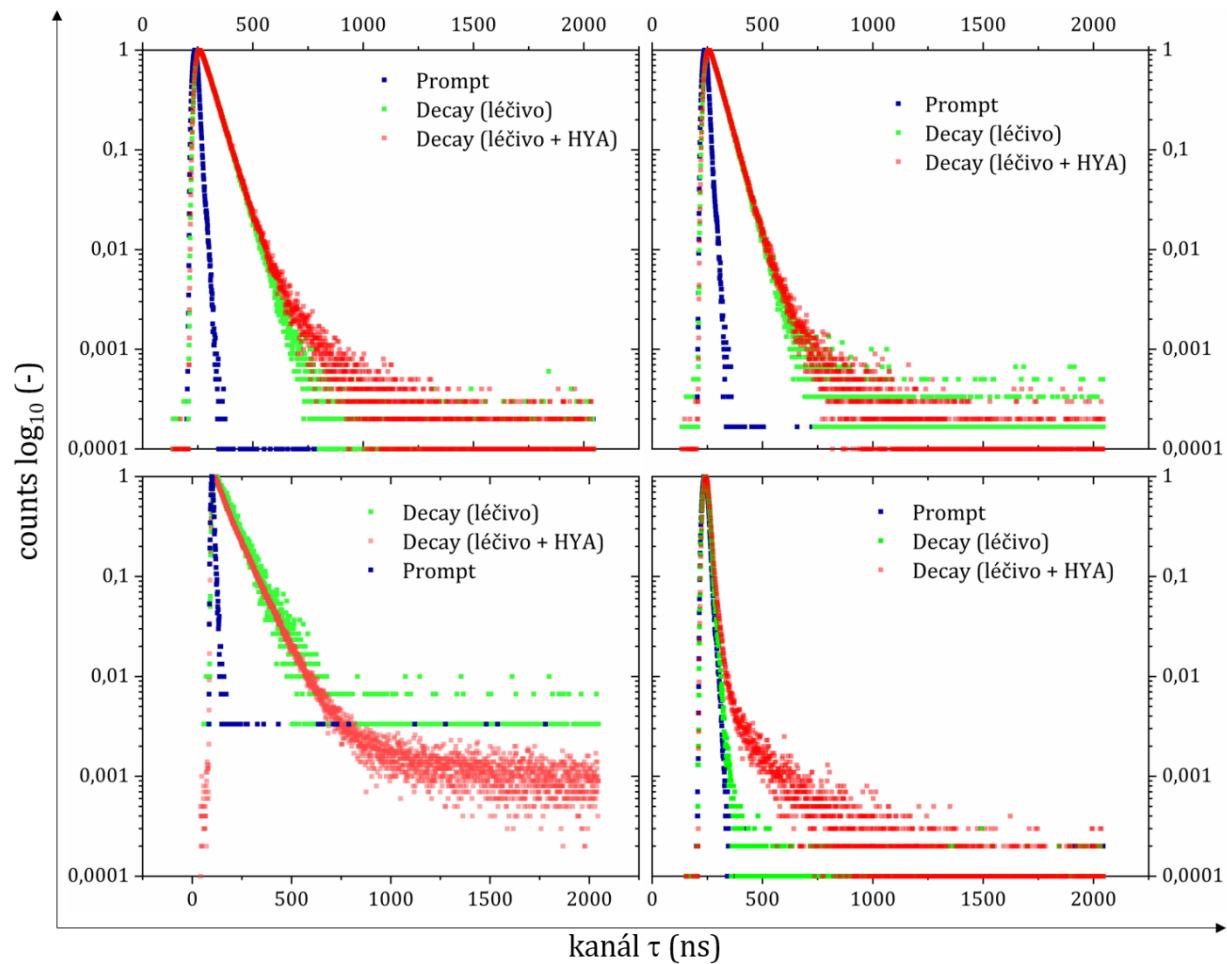 0 500 1000 1500 2000 0 500 1000 1500 2000
1 1
Prompt
Decay (léčivo)
Decay (léčivo + HYA)
Prompt
Decay (léčivo)
Decay (léčivo + HYA)
0,1 0,1
0,01 0,01
0,001 0,001
0,0001 0,0001
counts log10 (-)
1 1
Decay (léčivo)
Decay (léčivo + HYA)
Prompt
Prompt
Decay (léčivo)
Decay (léčivo + HYA)
0,1 0,1
0,01 0,01
0,001 0,001
0,0001 0,0001
0 500 1000 1500 2000 0 500 1000 1500 2000
kanál τ (ns)